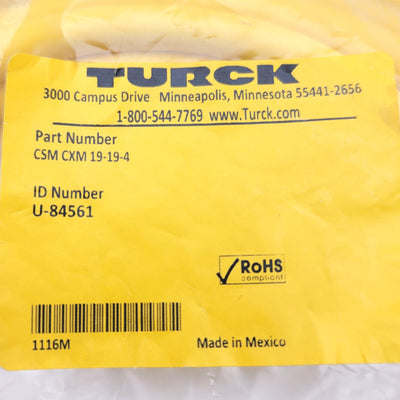 TURCK
3000 Campus Drive Minneapolis, Minnesota 55441-2656
1-800-544-7769 www.Turck.com
Part Number
CSM CXM 19-19-4
ID Number
U-84561
RoHS
compliant
1116M
Made in Mexico